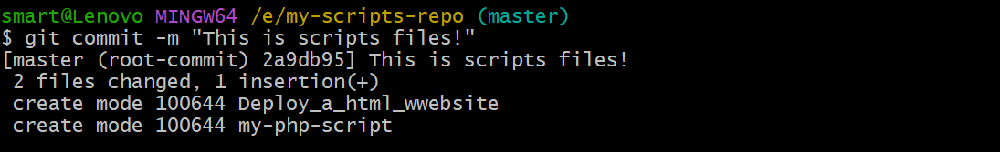 smart@Lenovo MINGW64 /e/my-scripts-repo (master)
$ git commit -m "This is scripts files!"
[master (root-commit) 2a9db95] This is scripts files!
 2 files changed, 1 insertion(+)
 create mode 100644 Deploy_a_html_wwebsite
 create mode 100644 my-php-script